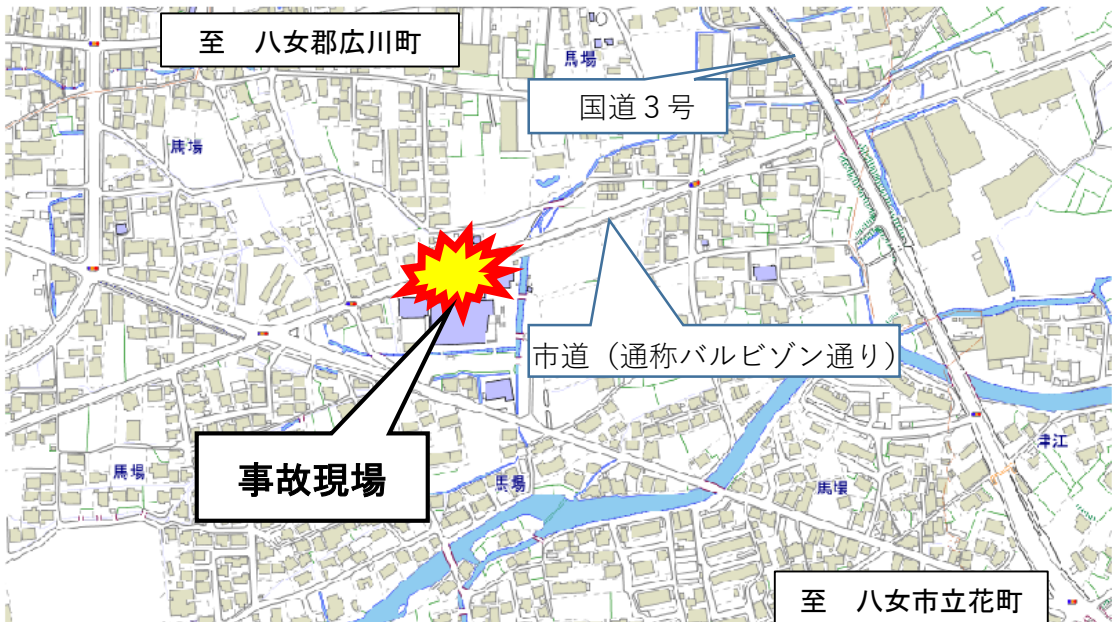 至　八女郡広川町
馬場
国道３号
馬場
市道（通称バルビゾン通り）
事故現場
津江
馬場
馬場
馬場
至　八女市立花町